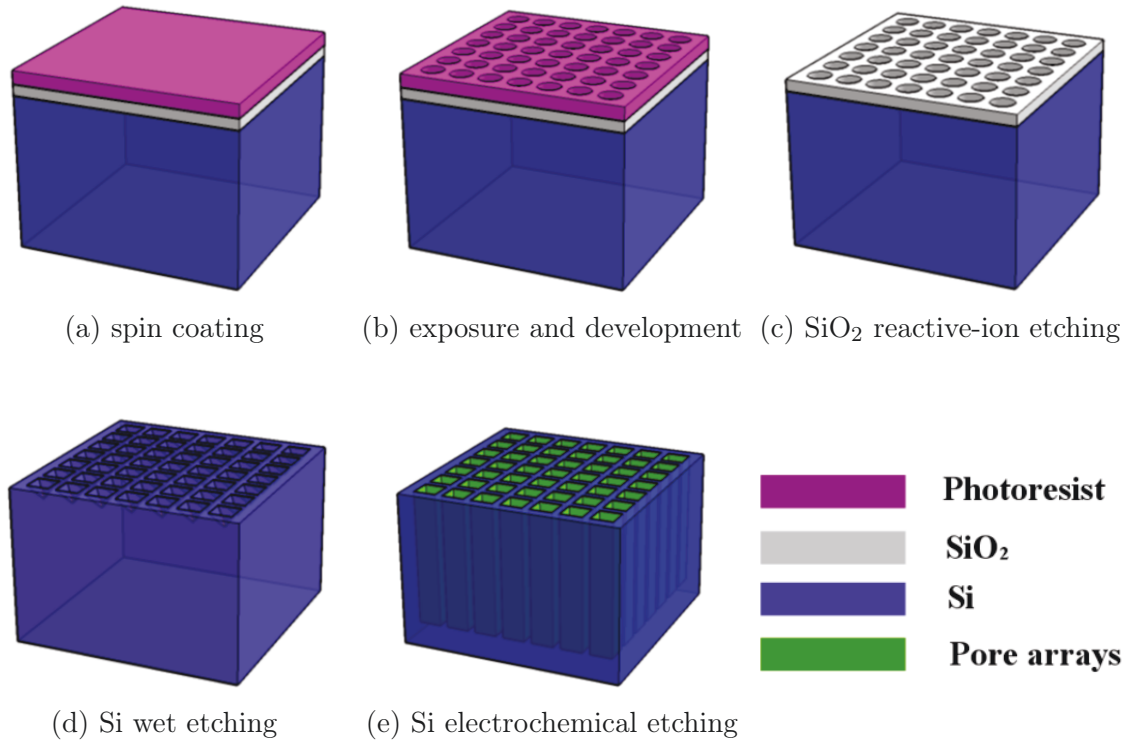 (a) spin coating
(b) exposure and development
(c) SiO₂ reactive-ion etching
(d) Si wet etching
(e) Si electrochemical etching
Photoresist
SiO₂
Si
Pore arrays